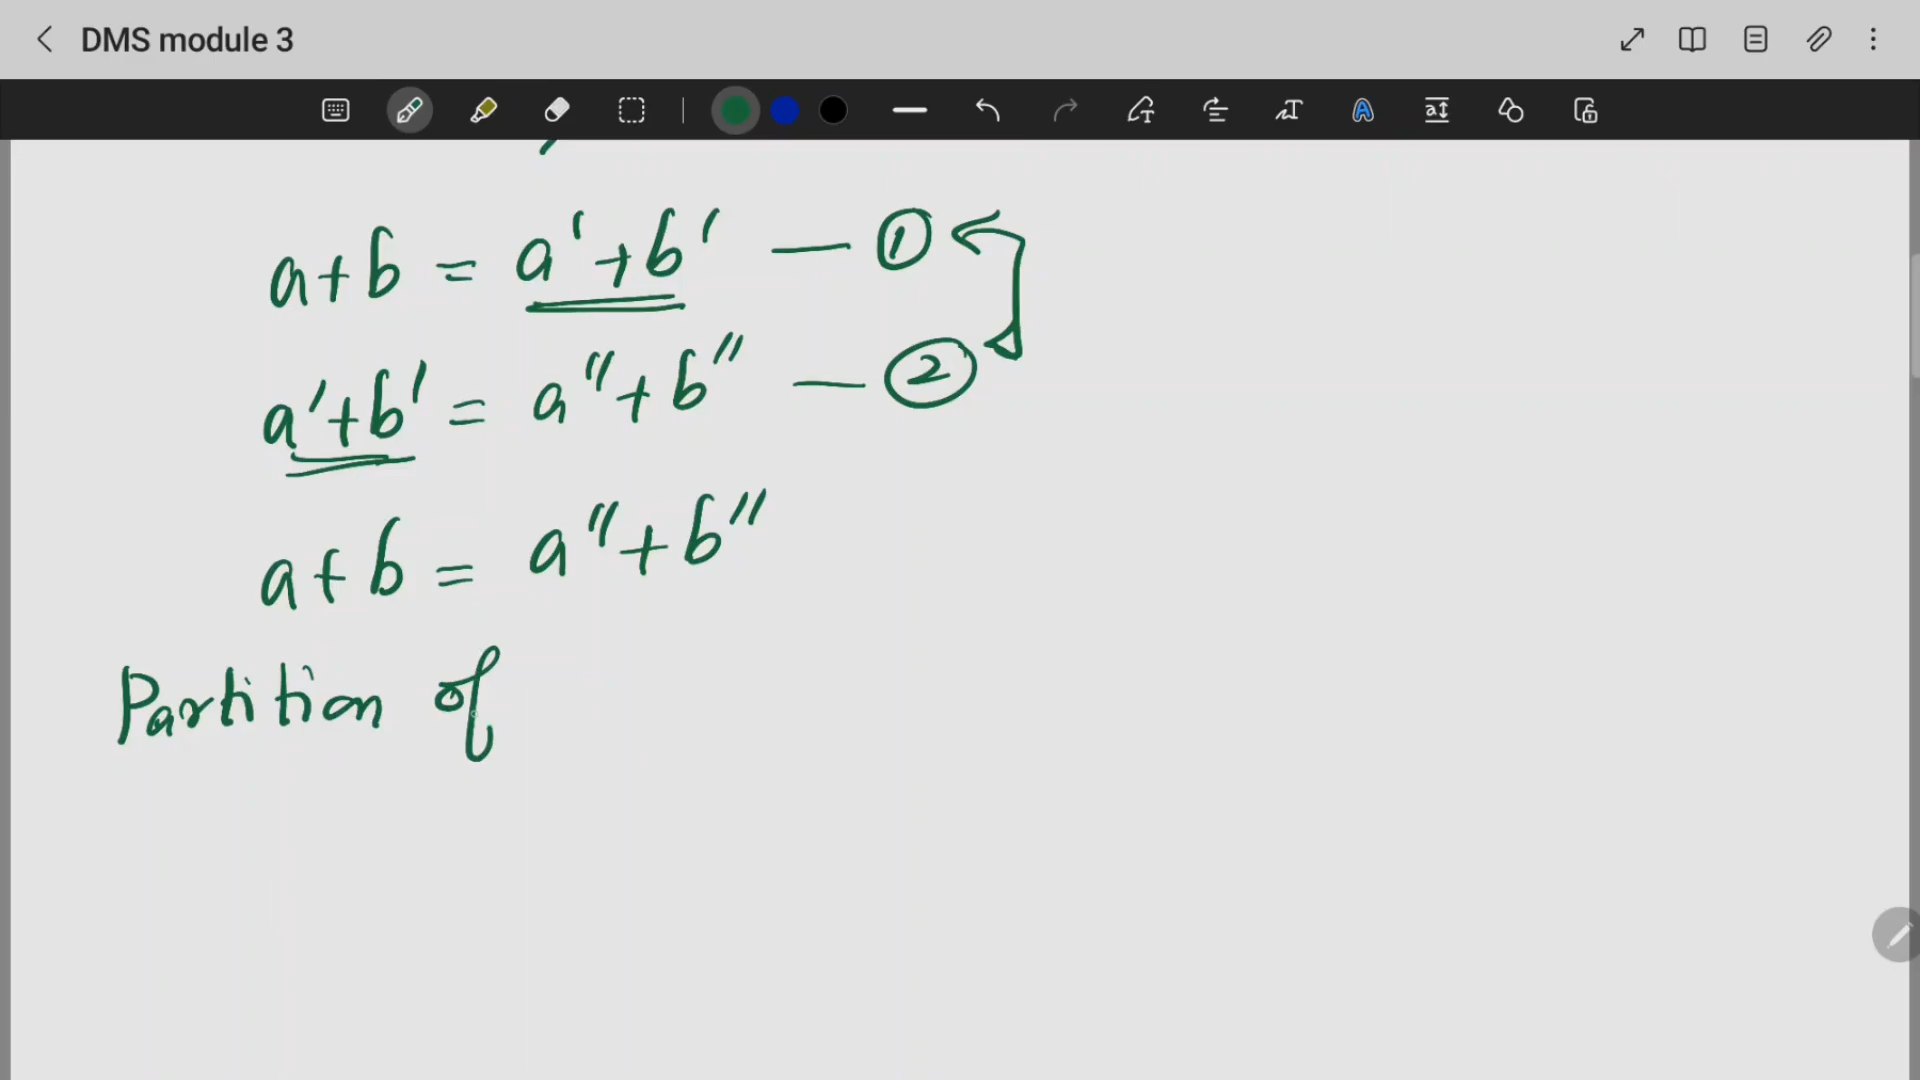 DMS module 3
a+b = a'+b' — ①
a'+b' = a''+b'' — ②
a+b = a''+b''
Partition of